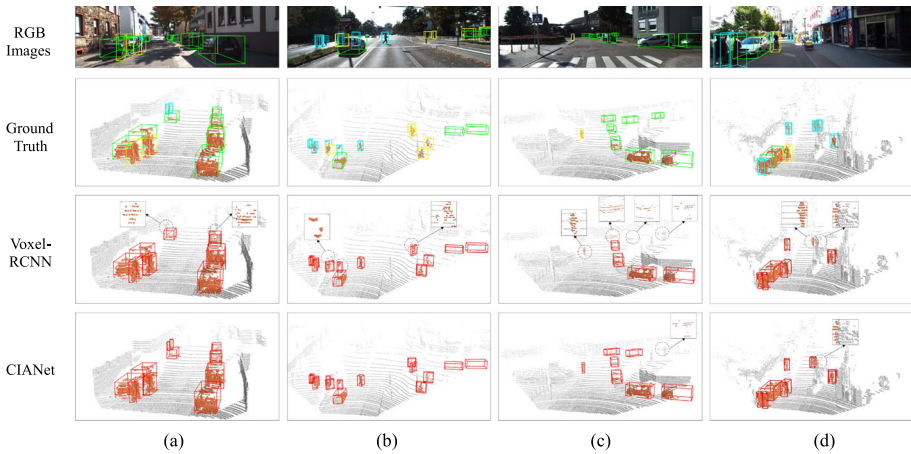 RGB
Images
Ground
Truth
Voxel-
RCNN
CIANet
(a) (b) (c) (d)